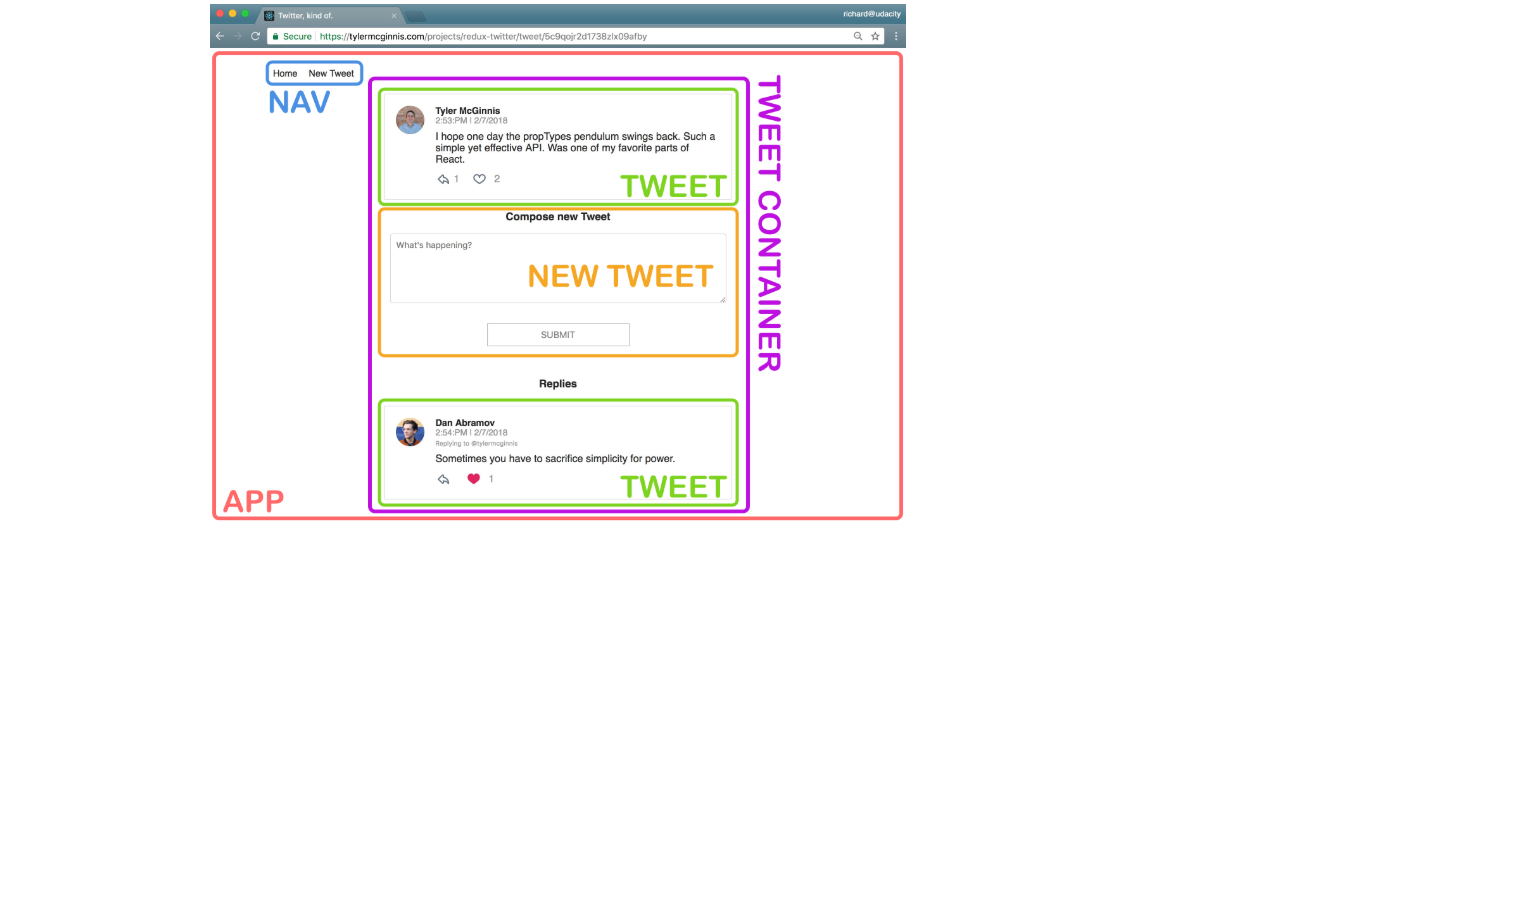 Twitter, kind of.
richard@udacity
Secure https://tylermcginnis.com/projects/redux-twitter/tweet/5c9qojr2d1738zlx09afby
Home New Tweet
NAV
TWEET CONTAINER
Tyler McGinnis
2:53:PM | 2/7/2018
I hope one day the propTypes pendulum swings back. Such a
simple yet effective API. Was one of my favorite parts of
React.
1 2
TWEET
Compose new Tweet
What's happening?
NEW TWEET
SUBMIT
Replies
Dan Abramov
2:54:PM | 2/7/2018
Replying to @tylermcginnis
Sometimes you have to sacrifice simplicity for power.
1
TWEET
APP